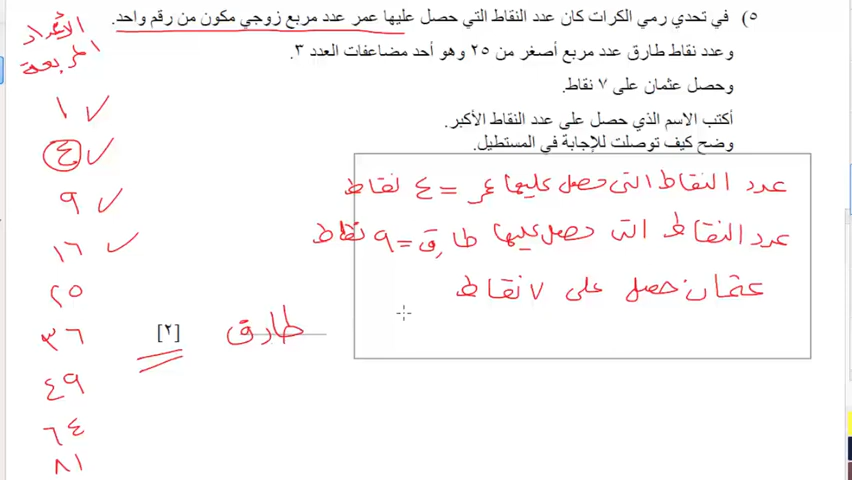 ٥) في تحدي رمي الكرات كان عدد النقاط التي حصل عليها عمر عدد مربع زوجي مكون من رقم واحد.
وعدد نقاط طارق عدد مربع أصغر من ٢٥ وهو أحد مضاعفات العدد ٣.
وحصل عثمان على ٧ نقاط.
أكتب الاسم الذي حصل على عدد النقاط الأكبر.
وضح كيف توصلت للإجابة في المستطيل.
عدد النقاط التى حصل عليها عمر = ٤ نقاط
عدد النقاط التى حصل عليها طارق = ٩ نقاط
عثمان حصل على ٧ نقاط
طارق
[٢]
الأعداد
المربعة
١
٤
٩
١٦
٢٥
٣٦
٤٩
٦٤
٨١